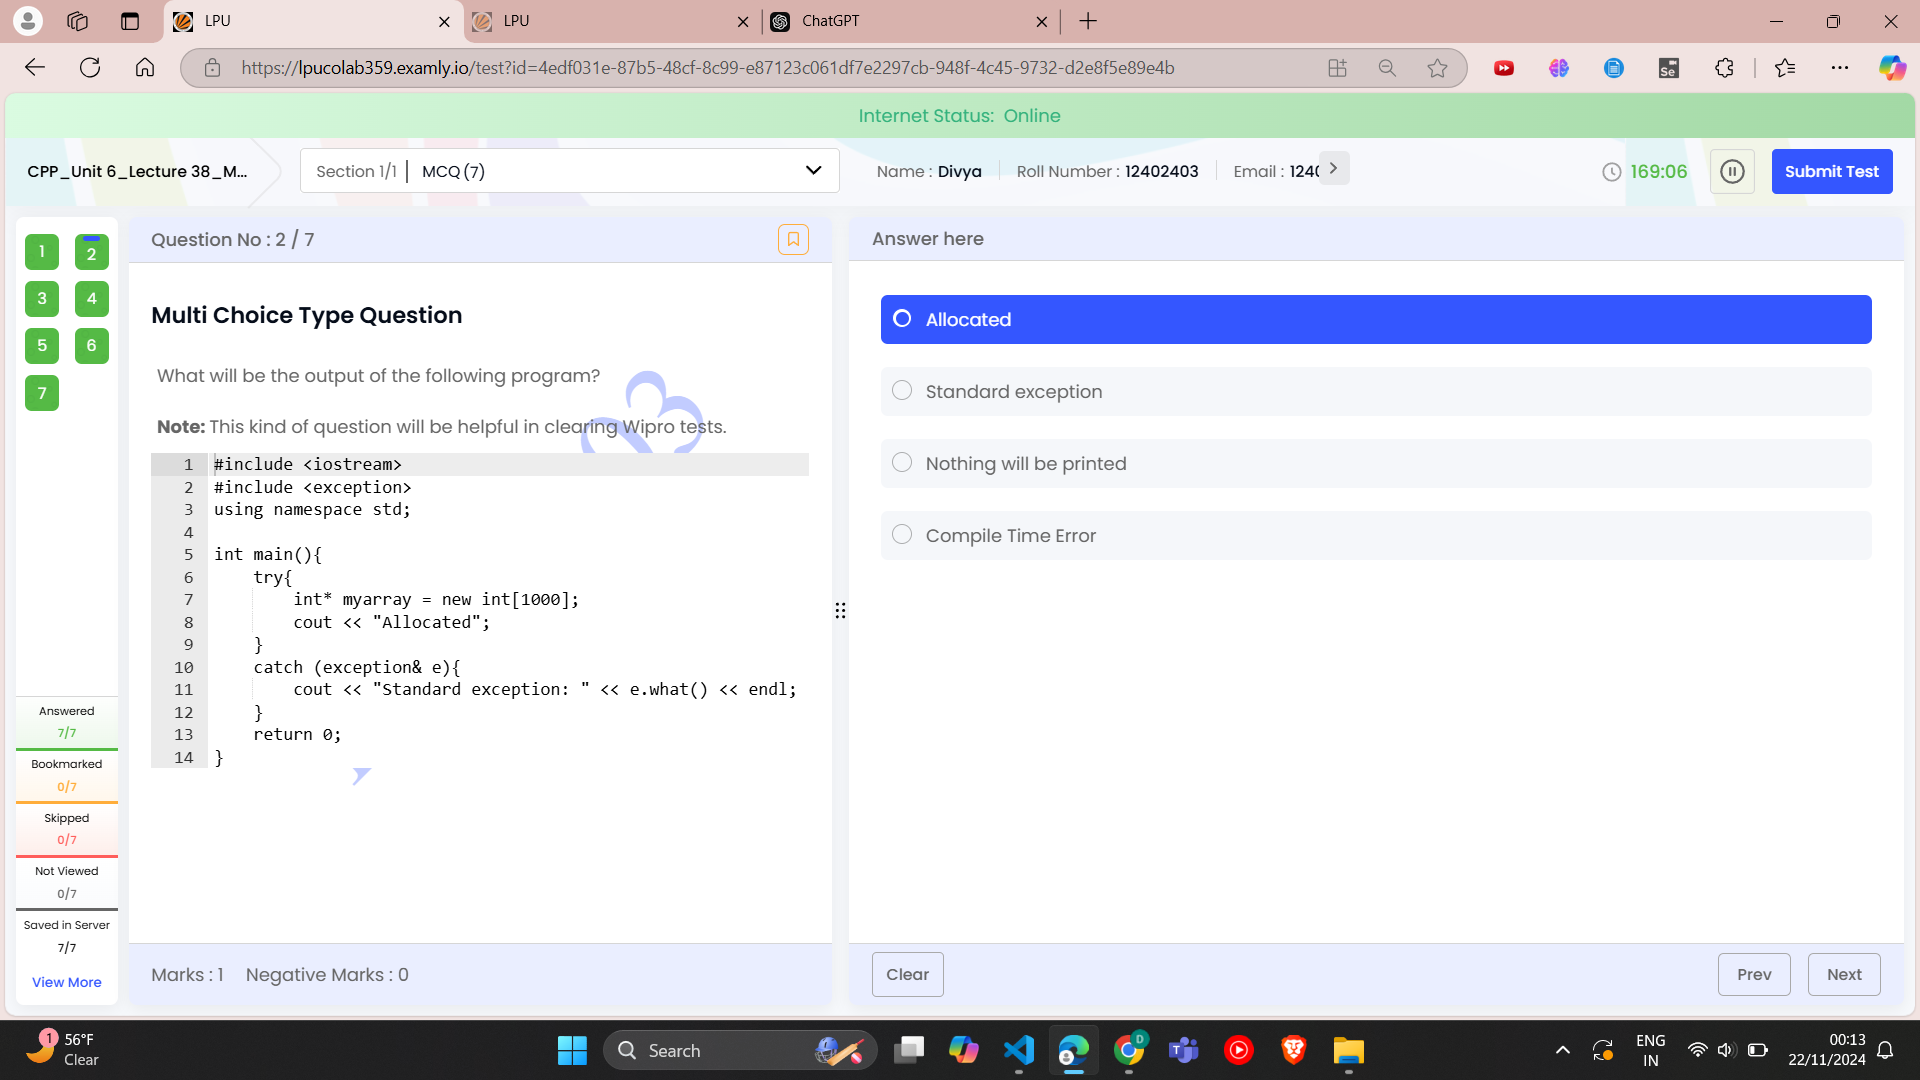 LPU
LPU
ChatGPT
https://lpucolab359.examly.io/test?id=4edf031e-87b5-48cf-8c99-e87123c061df7e2297cb-948f-4c45-9732-d2e8f5e89e4b
Internet Status: Online
CPP_Unit 6_Lecture 38_M...
Section 1/1 | MCQ (7)
Name : Divya
Roll Number : 12402403
Email : 1240
169:06
Submit Test
1 2
3 4
5 6
7
Question No : 2 / 7
Multi Choice Type Question
What will be the output of the following program?
Note: This kind of question will be helpful in clearing Wipro tests.
1 #include <iostream>
2 #include <exception>
3 using namespace std;
4
5 int main(){
6 try{
7 int* myarray = new int[1000];
8 cout << "Allocated";
9 }
10 catch (exception& e){
11 cout << "Standard exception: " << e.what() << endl;
12 }
13 return 0;
14 }
Answer here
Allocated
Standard exception
Nothing will be printed
Compile Time Error
Answered
7/7
Bookmarked
0/7
Skipped
0/7
Not Viewed
0/7
Saved in Server
7/7
View More
Marks : 1 Negative Marks : 0
Clear
Prev
Next
1
56°F
Clear
Search
Se
D
ENG
IN
00:13
22/11/2024